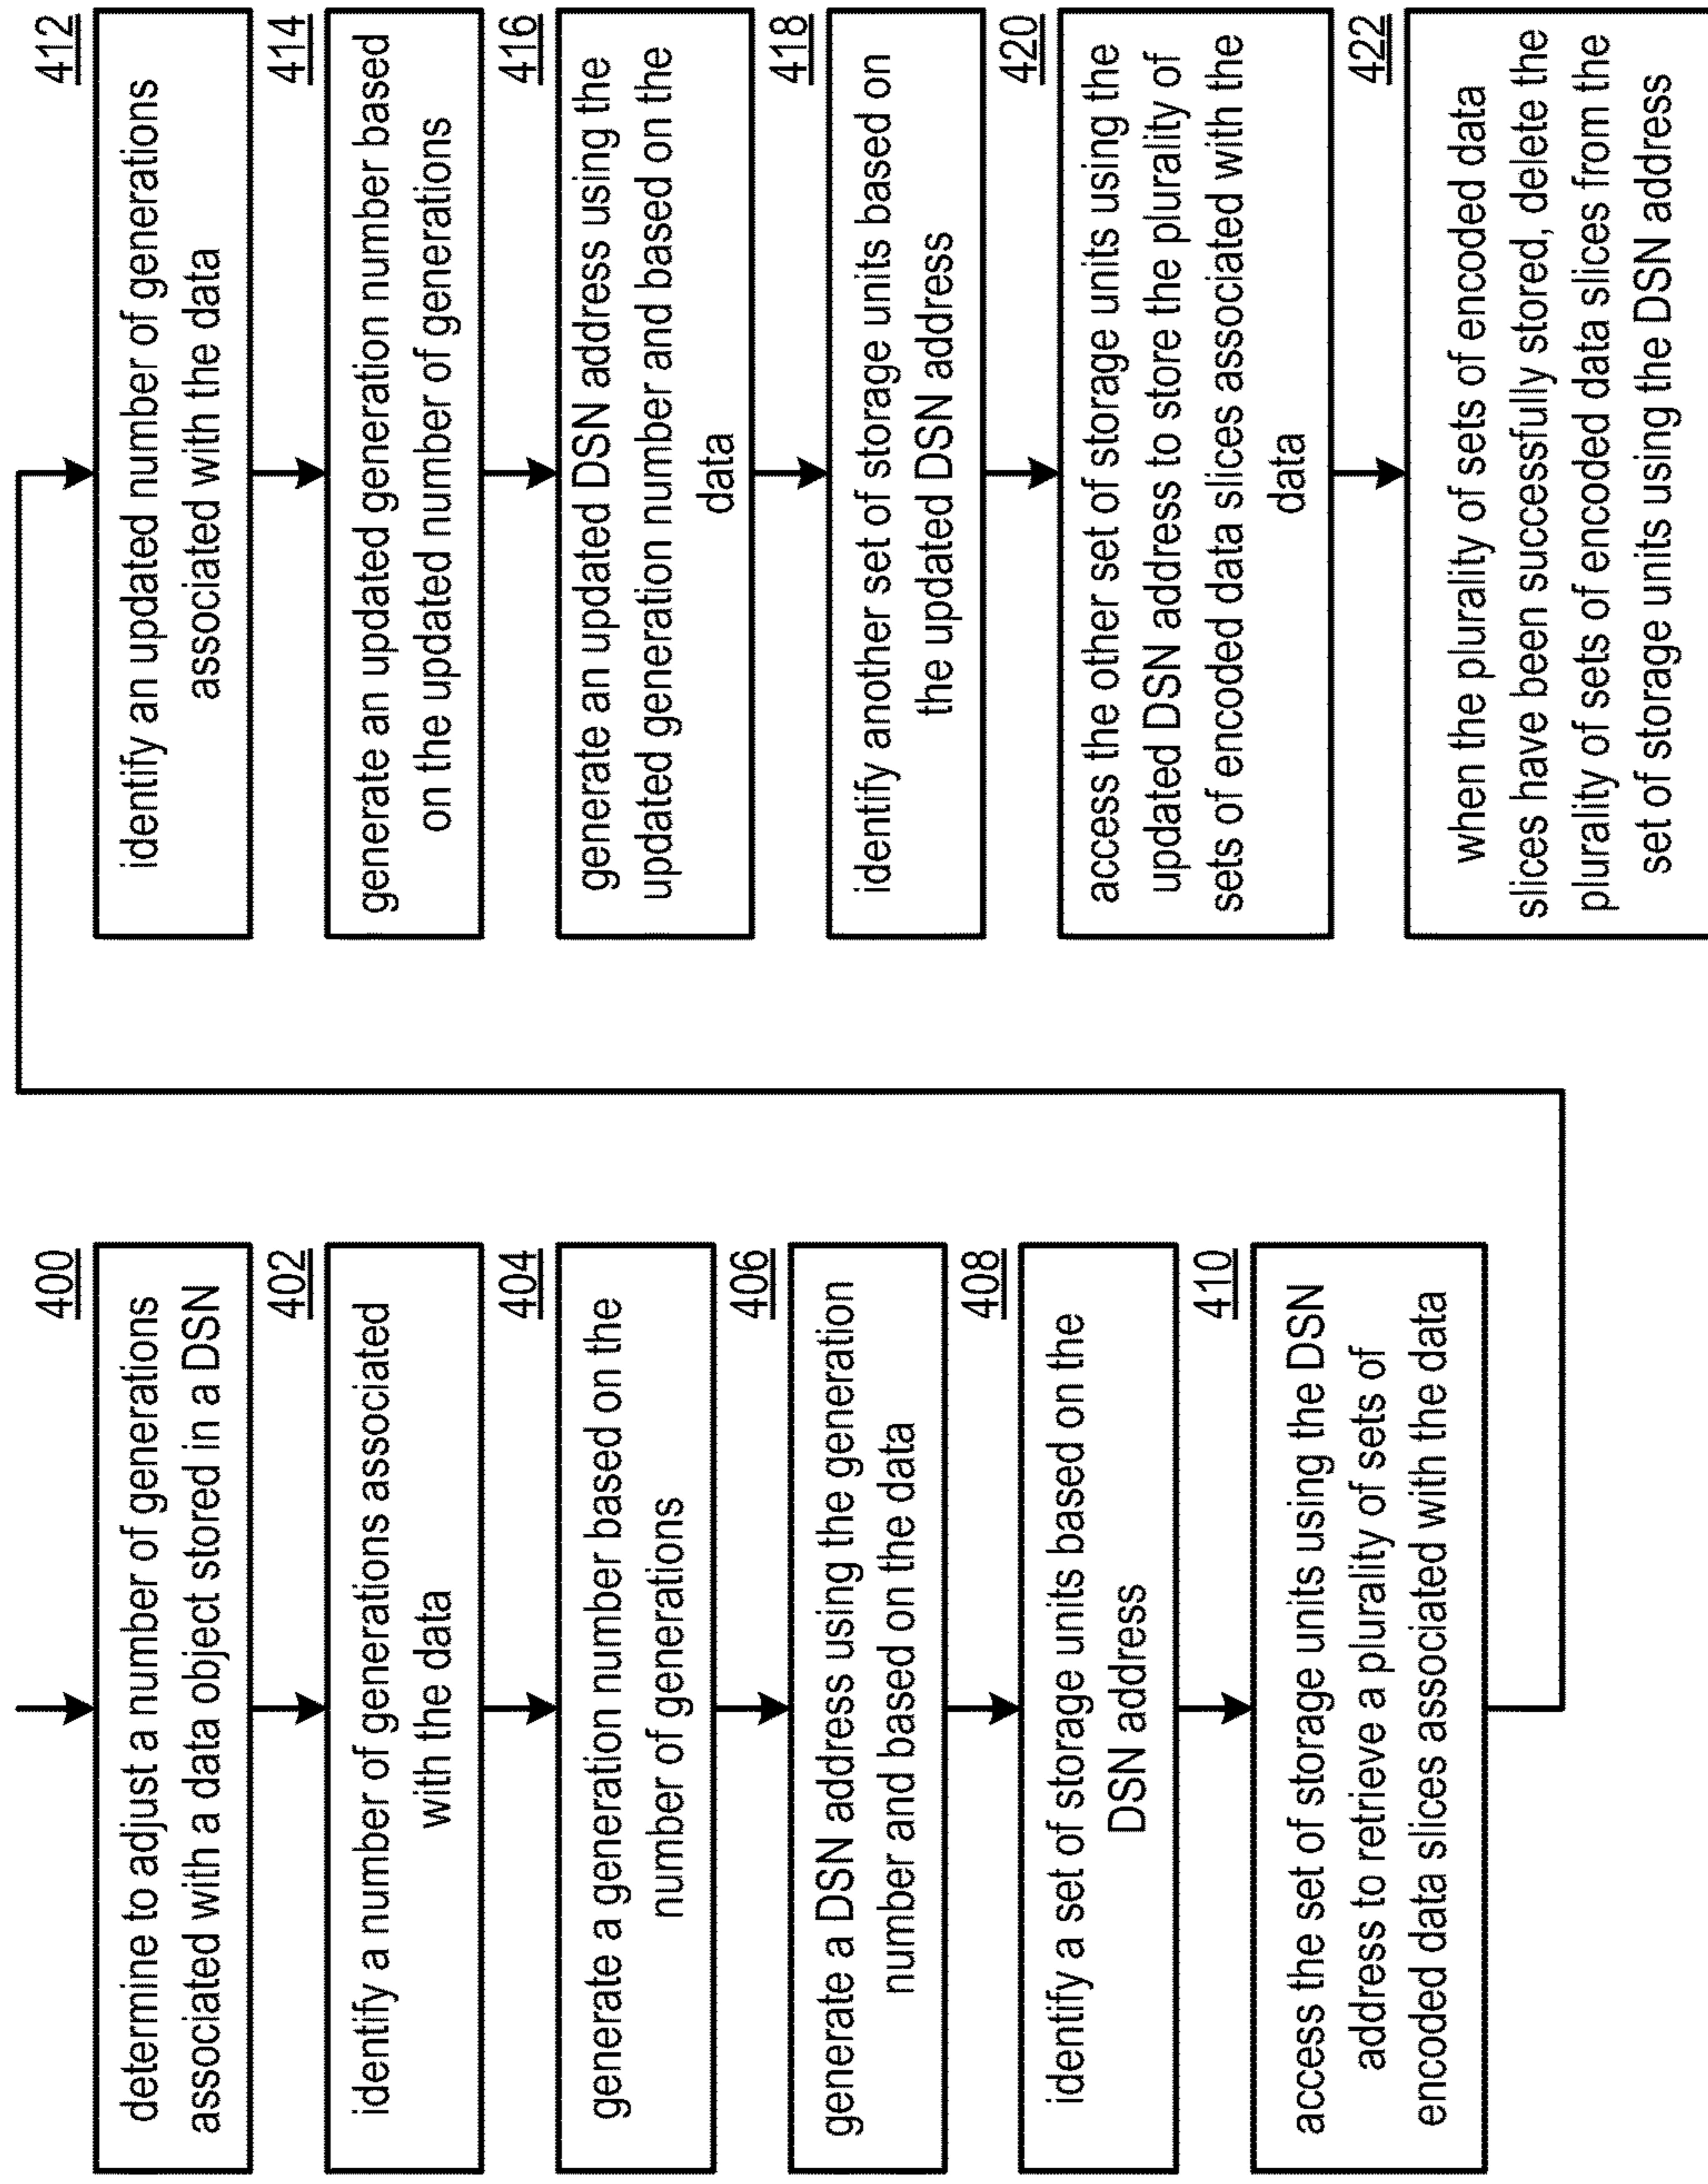 400
determine to adjust a number of generations
associated with a data object stored in a DSN
402
identify a number of generations associated
with the data
404
generate a generation number based on the
number of generations
406
generate a DSN address using the generation
number and based on the data
408
identify a set of storage units based on the
DSN address
410
access the set of storage units using the DSN
address to retrieve a plurality of sets of
encoded data slices associated with the data
412
identify an updated number of generations
associated with the data
414
generate an updated generation number based
on the updated number of generations
416
generate an updated DSN address using the
updated generation number and based on the
data
418
identify another set of storage units based on
the updated DSN address
420
access the other set of storage units using the
updated DSN address to store the plurality of
sets of encoded data slices associated with the
data
422
when the plurality of sets of encoded data
slices have been successfully stored, delete the
plurality of sets of encoded data slices from the
set of storage units using the DSN address